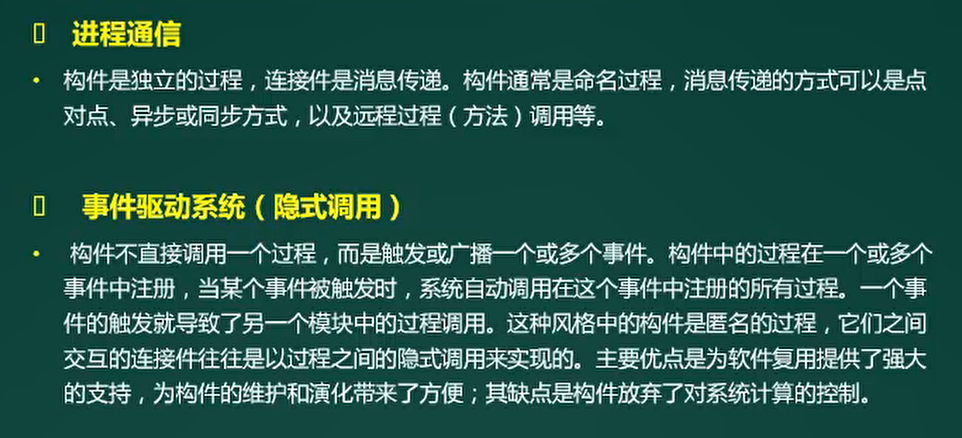 进程通信
• 构件是独立的过程，连接件是消息传递。构件通常是命名过程，消息传递的方式可以是点
对点、异步或同步方式，以及远程过程（方法）调用等。
事件驱动系统（隐式调用）
• 构件不直接调用一个过程，而是触发或广播一个或多个事件。构件中的过程在一个或多个
事件中注册，当某个事件被触发时，系统自动调用在这个事件中注册的所有过程。一个事
件的触发就导致了另一个模块中的过程调用。这种风格中的构件是匿名的过程，它们之间
交互的连接件往往是以过程之间的隐式调用来实现的。主要优点是为软件复用提供了强大
的支持，为构件的维护和演化带来了方便；其缺点是构件放弃了对系统计算的控制。